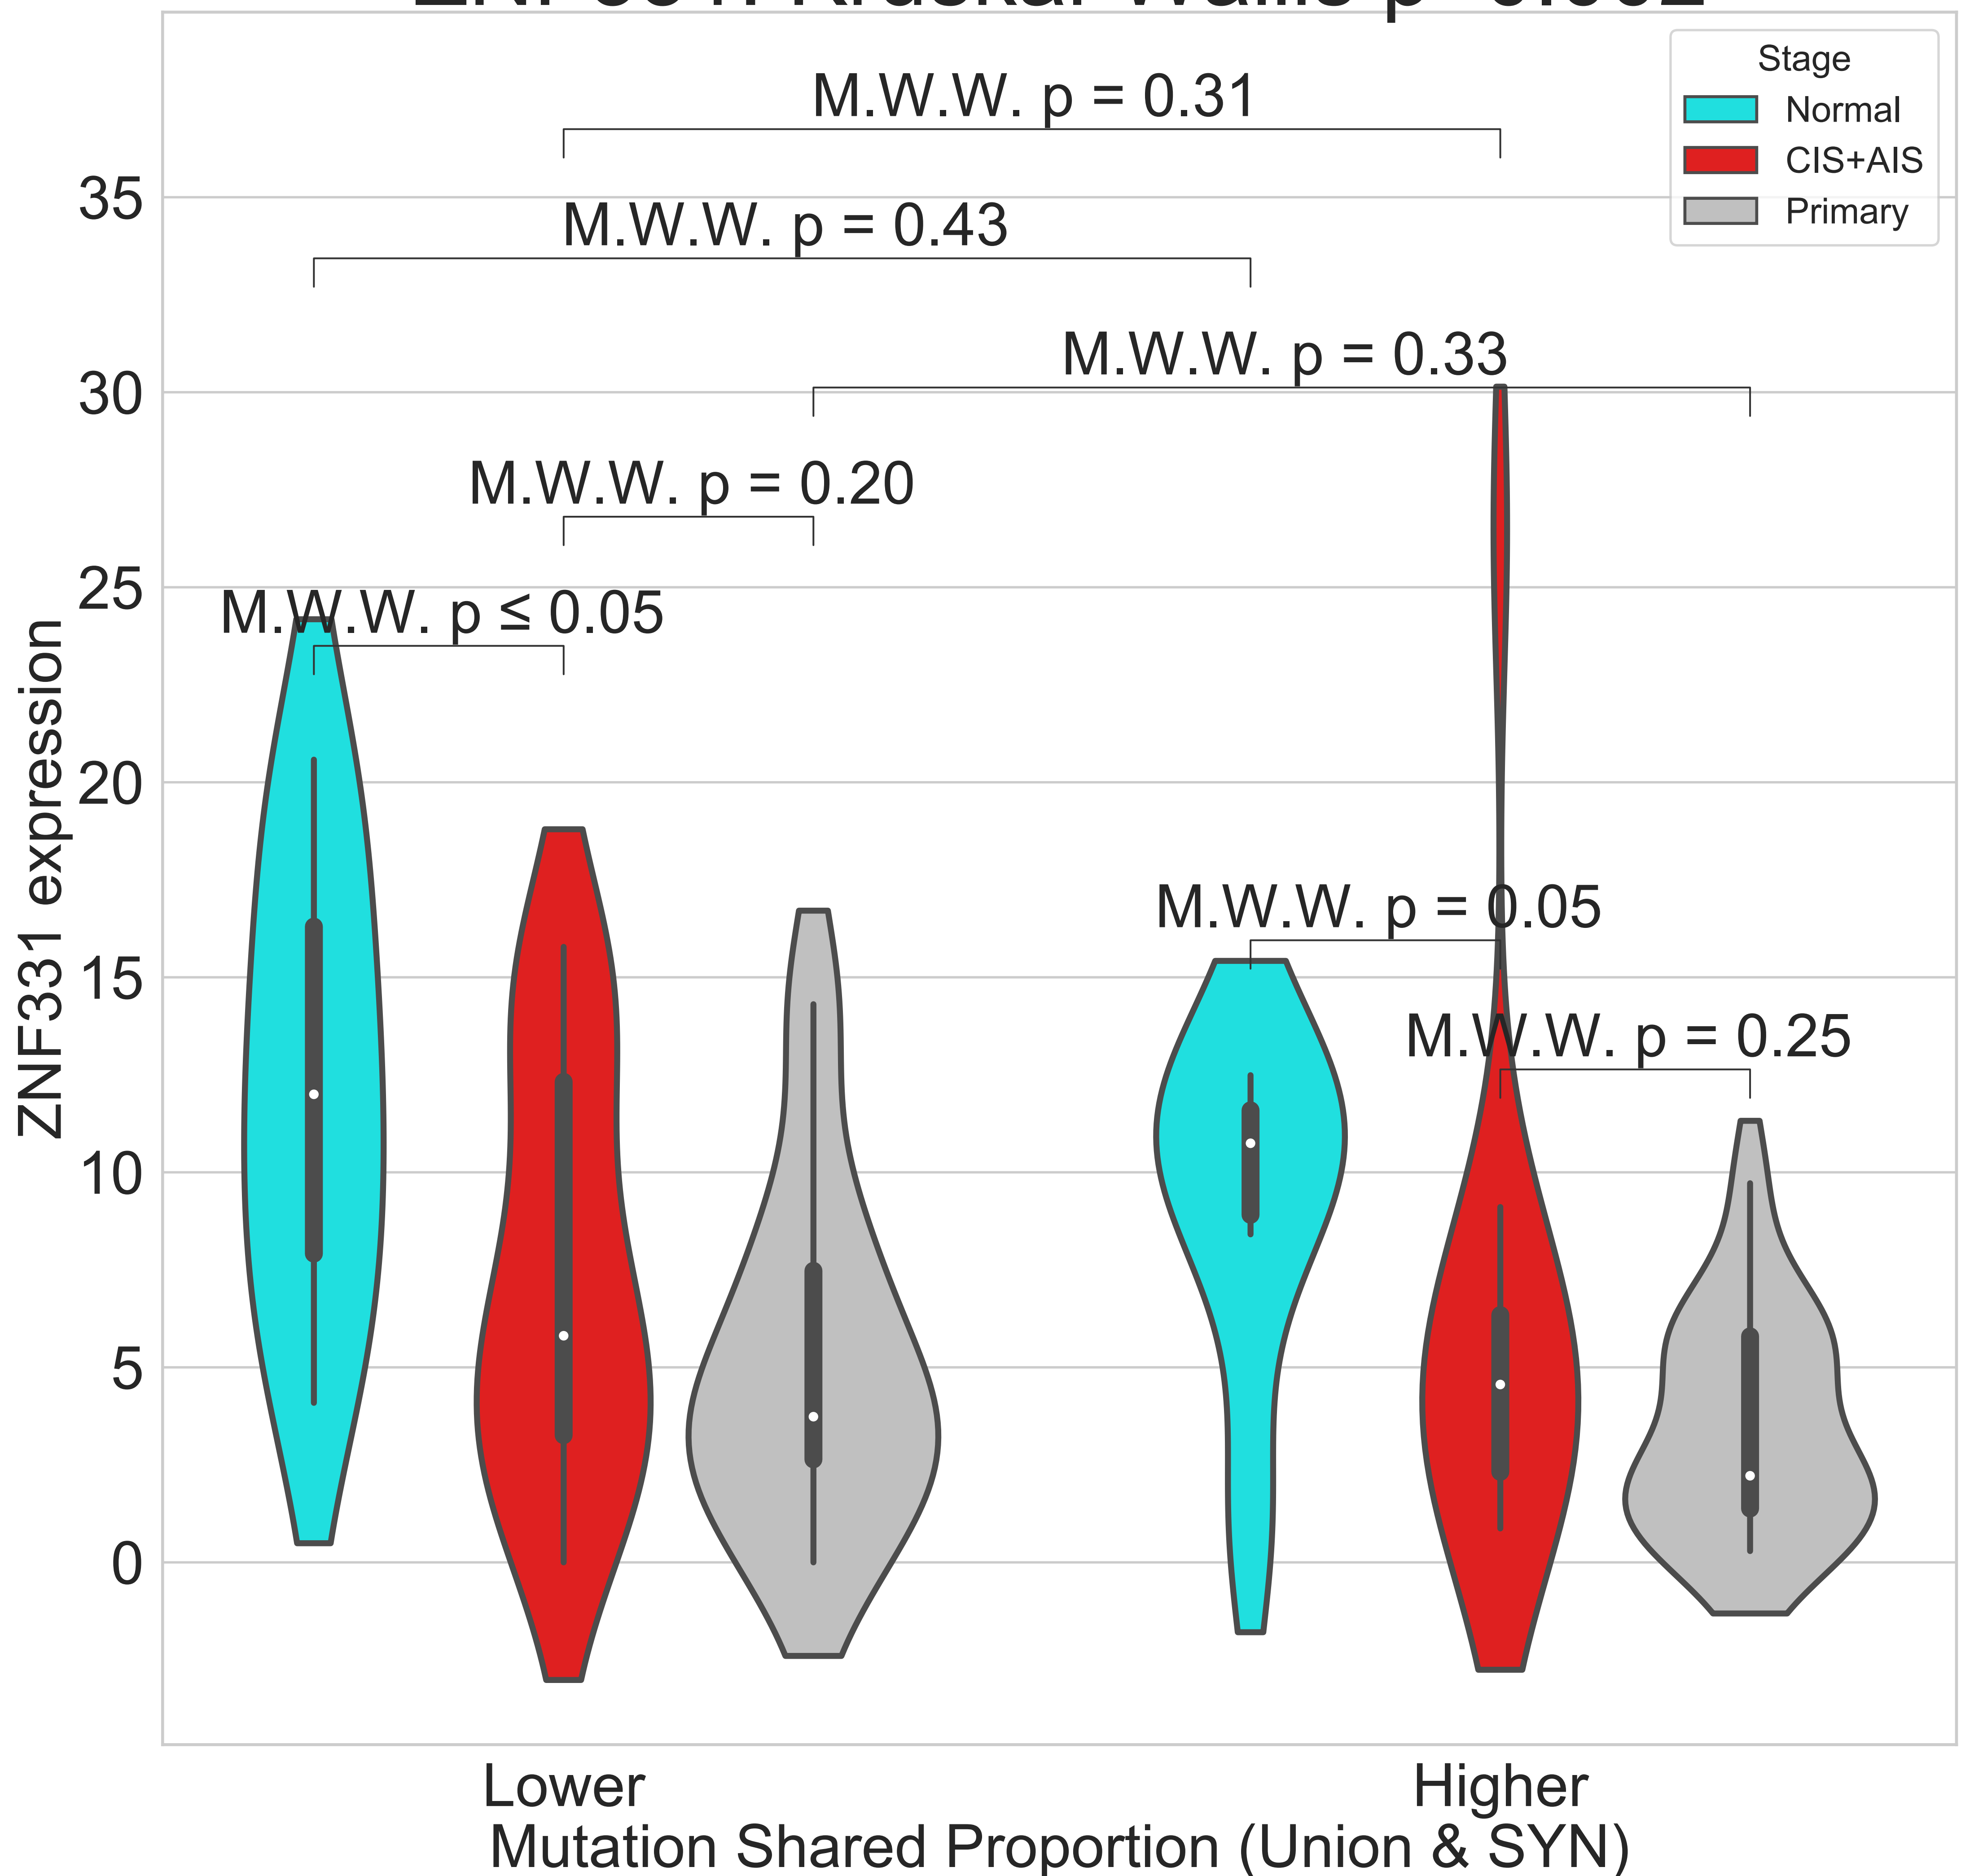 Stage
Normal
CIS+AIS
Primary
M.W.W. p = 0.31
M.W.W. p = 0.43
M.W.W. p = 0.33
M.W.W. p = 0.20
M.W.W. p ≤ 0.05
M.W.W. p = 0.05
M.W.W. p = 0.25
35
30
25
20
15
10
5
0
ZNF331 expression
Lower
Higher
Mutation Shared Proportion (Union & SYN)